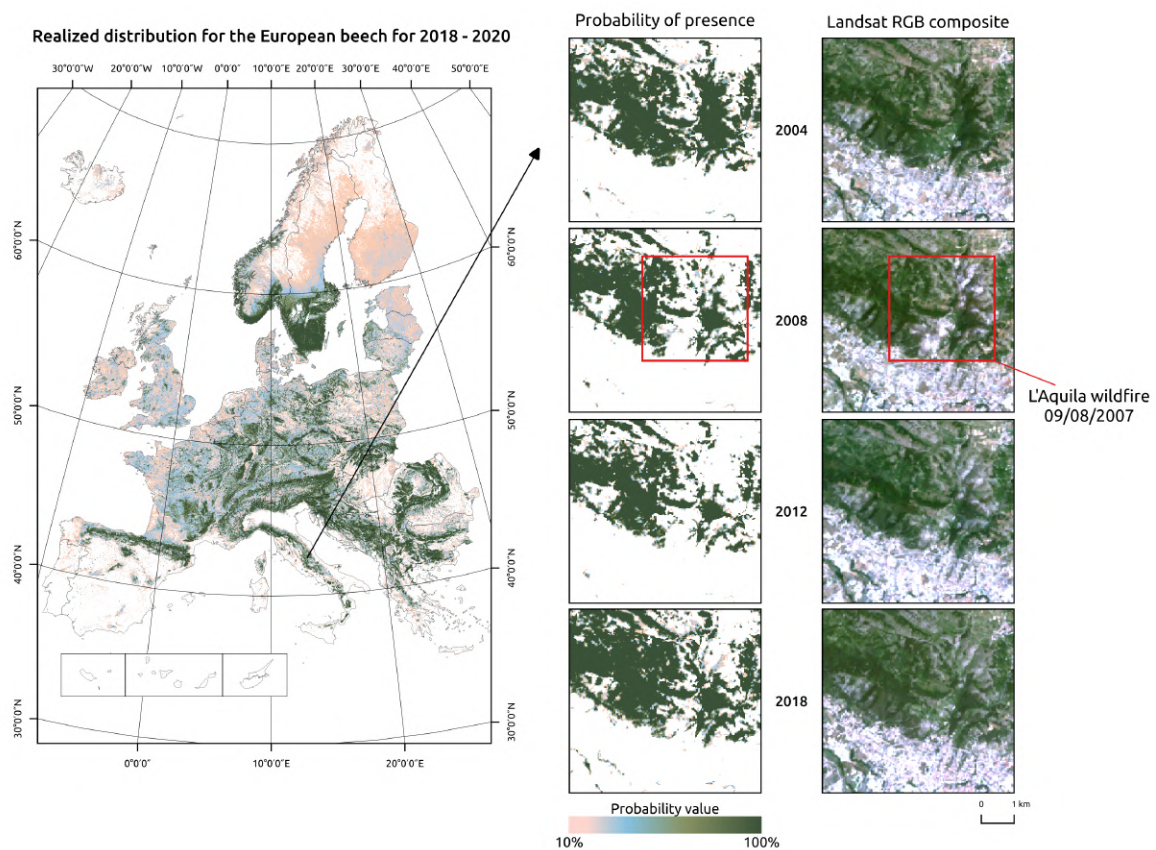 Realized distribution for the European beech for 2018 - 2020
Probability of presence
Landsat RGB composite
30°0'0"W 20°0'0"W 10°0'0"W 0°0'0" 10°0'0"E 20°0'0"E 30°0'0"E 40°0'0"E 50°0'0"E
60°0'0"N
50°0'0"N
40°0'0"N
30°0'0"N
60°0'0"N
50°0'0"N
40°0'0"N
30°0'0"N
0°0'0" 10°0'0"E 20°0'0"E
2004
2008
2012
2018
L'Aquila wildfire
09/08/2007
Probability value
10% 100%
0 1 km